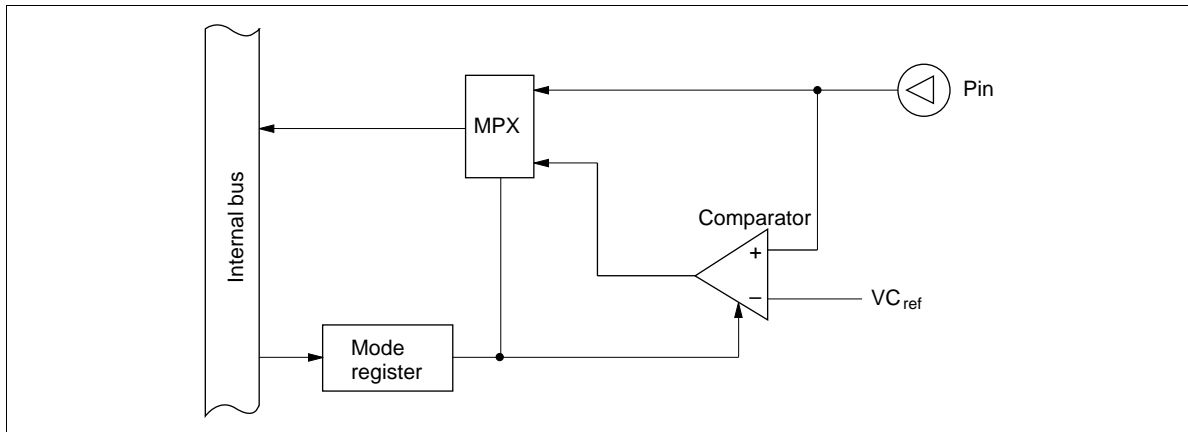 Pin
MPX
Internal bus
Comparator
+
−
VCref
Mode
register